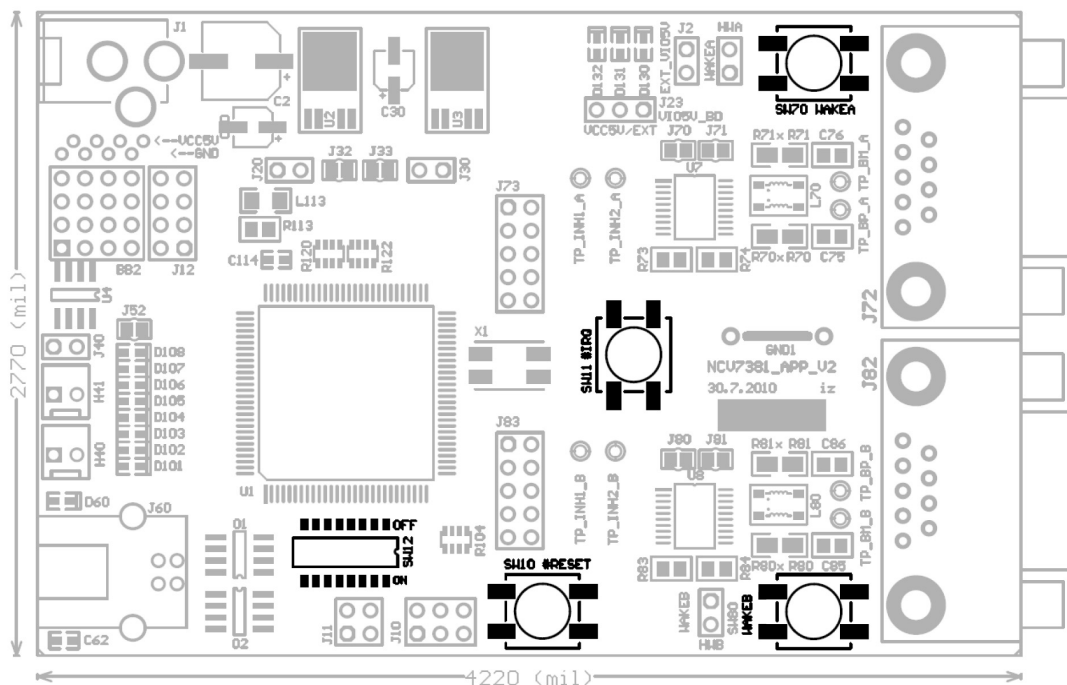 J1
C2
U2
C30
U3
D132
D131
D130
EXT_VIO5V
J2
HWA
WAKEA
SW70 WAKEA
J23
VIO5V_BD
VCC5V/EXT
<--VCC5V
<--GND
J20
J32
J33
J30
J70
J71
U7
R71× R71
C76
TP_BM_A
L70
TP_BP_A
R70× R70
C75
J73
TP_INH1_A
TP_INH2_A
R73
R74
L113
R113
C114
R120
R122
B82
J12
U4
J52
J40
H41
H40
D108
D107
D106
D105
D104
D103
D102
D101
D60
J60
U1
X1
SW11 #IRQ
GND1
NCV7381_APP_V2
30.7.2010 iz
J72
J82
J83
TP_INH1_B
TP_INH2_B
J80
J81
U8
R81× R81
C86
TP_BP_B
L80
TP_BM_B
R80× R80
C85
R83
R84
OFF
SW12
ON
R104
SW10 #RESET
WAKEB
SW80
HWB
WAKEB
J11
J10
C62
2770 (mil)
4220 (mil)